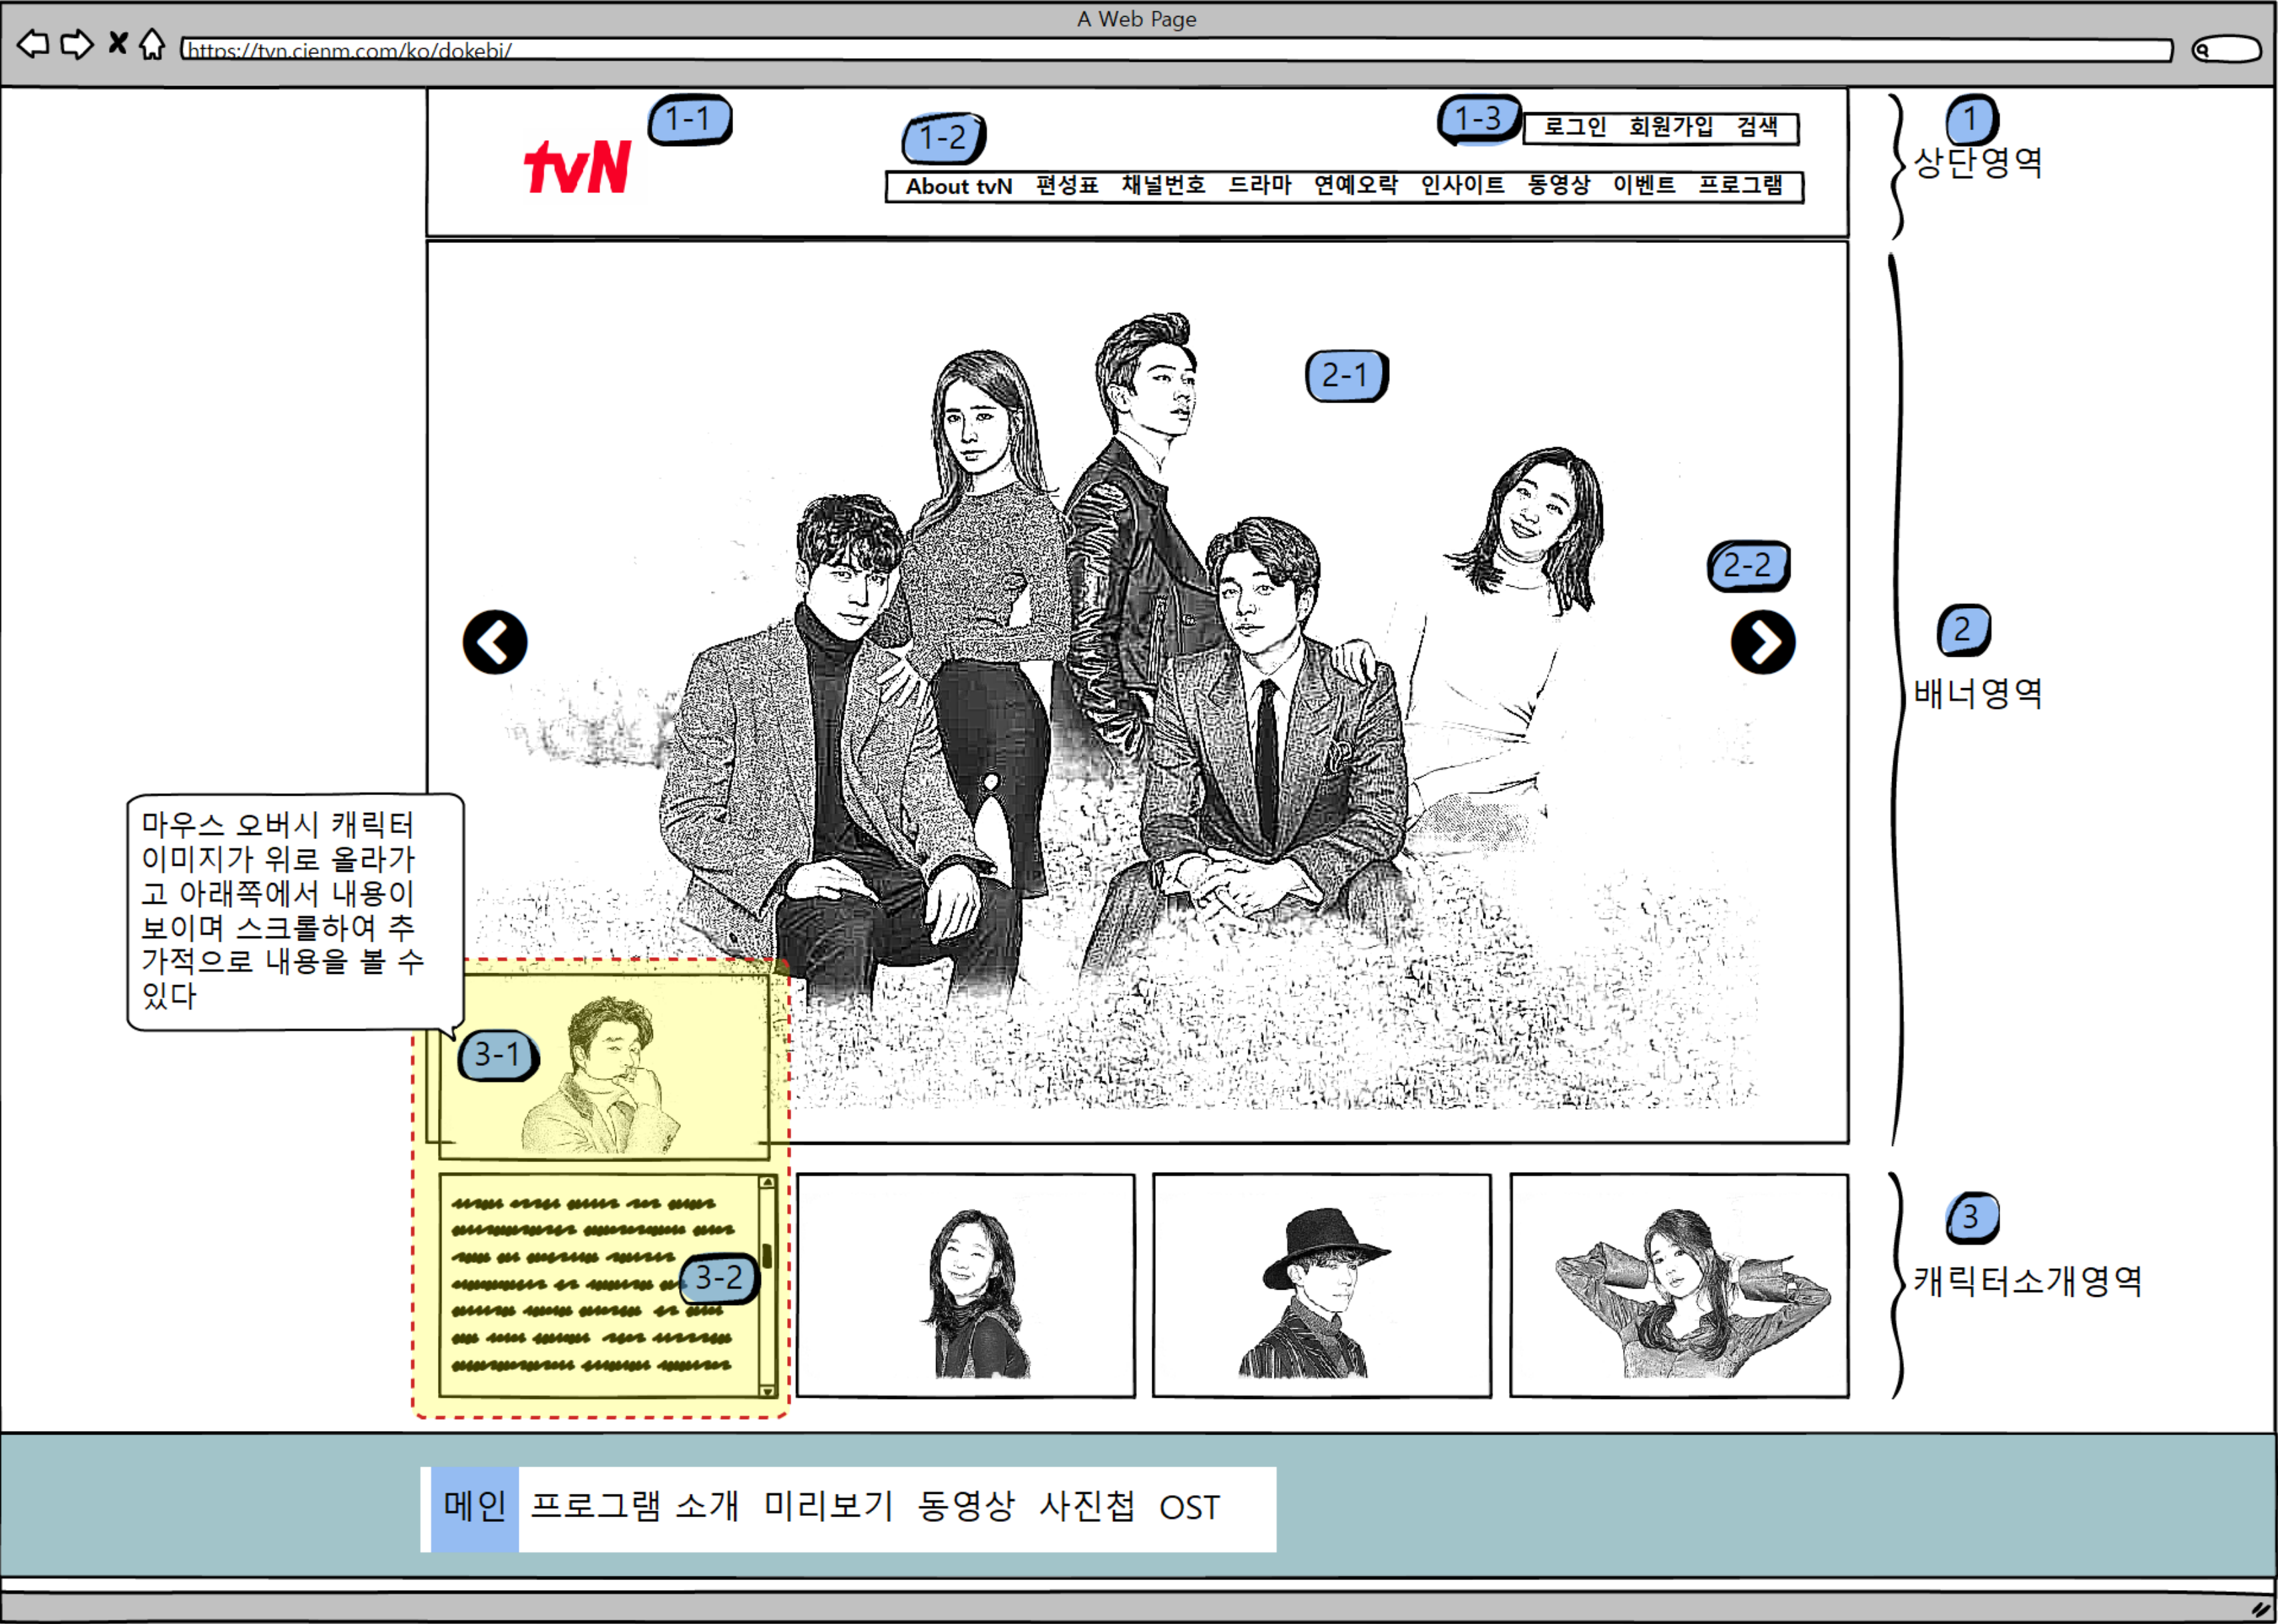 A Web Page
https://tvn.cjenm.com/ko/dokebi/
1-1
1-3
로그인 회원가입 검색
1
상단영역
tvN
1-2
About tvN 편성표 채널번호 드라마 연예오락 인사이트 동영상 이벤트 프로그램
2-1
2-2
2
배너영역
마우스 오버시 캐릭터
이미지가 위로 올라가
고 아래쪽에서 내용이
보이며 스크롤하여 추
가적으로 내용을 볼 수
있다
3-1
3-2
3
캐릭터소개영역
메인 프로그램 소개 미리보기 동영상 사진첩 OST